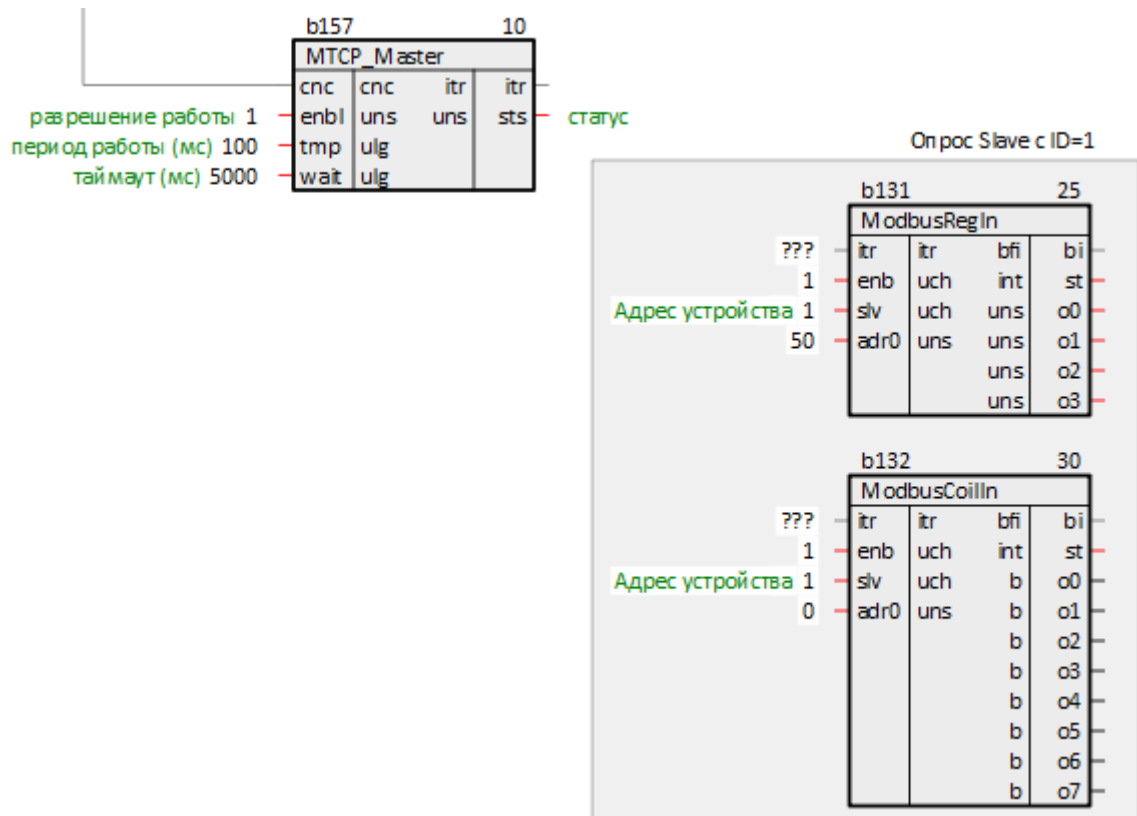 b157 10
MTCP_Master
cnc cnc itr itr
разрешение работы 1 enbl uns uns sts статус
период работы (мс) 100 tmp ulg
таймаут (мс) 5000 wait ulg
Опрос Slave с ID=1
b131 25
ModbusRegIn
??? itr itr bfi bi
1 enb uch int st
Адрес устройства 1 slv uch uns o0
50 adr0 uns uns o1
uns o2
uns o3
b132 30
ModbusCoilIn
??? itr itr bfi bi
1 enb uch int st
Адрес устройства 1 slv uch b o0
0 adr0 uns b o1
b o2
b o3
b o4
b o5
b o6
b o7